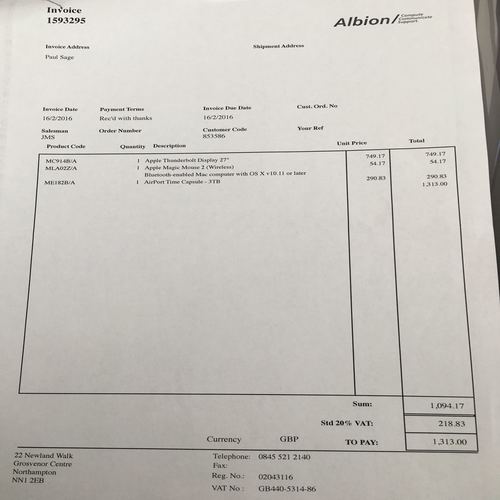 Invoice
1593295
Albion/ Compute Communicate Support
Invoice Address Shipment Address
Paul Sage
Invoice Date Payment Terms Invoice Due Date Cust. Ord. No
16/2/2016 Rec'd with thanks 16/2/2016
Salesman Order Number Customer Code Your Ref
JMS 853586
Product Code Quantity Description Unit Price Total
MC914B/A 1 Apple Thunderbolt Display 27" 749.17 749.17
MLA02Z/A 1 Apple Magic Mouse 2 (Wireless) 54.17 54.17
Bluetooth-enabled Mac computer with OS X v10.11 or later
ME182B/A 1 AirPort Time Capsule - 3TB 290.83 290.83
1,313.00
Sum: 1,094.17
Std 20% VAT: 218.83
Currency GBP TO PAY: 1,313.00
22 Newland Walk
Grosvenor Centre
Northampton
NN1 2EB
Telephone: 0845 521 2140
Fax:
Reg. No.: 02043116
VAT No : GB440-5314-86